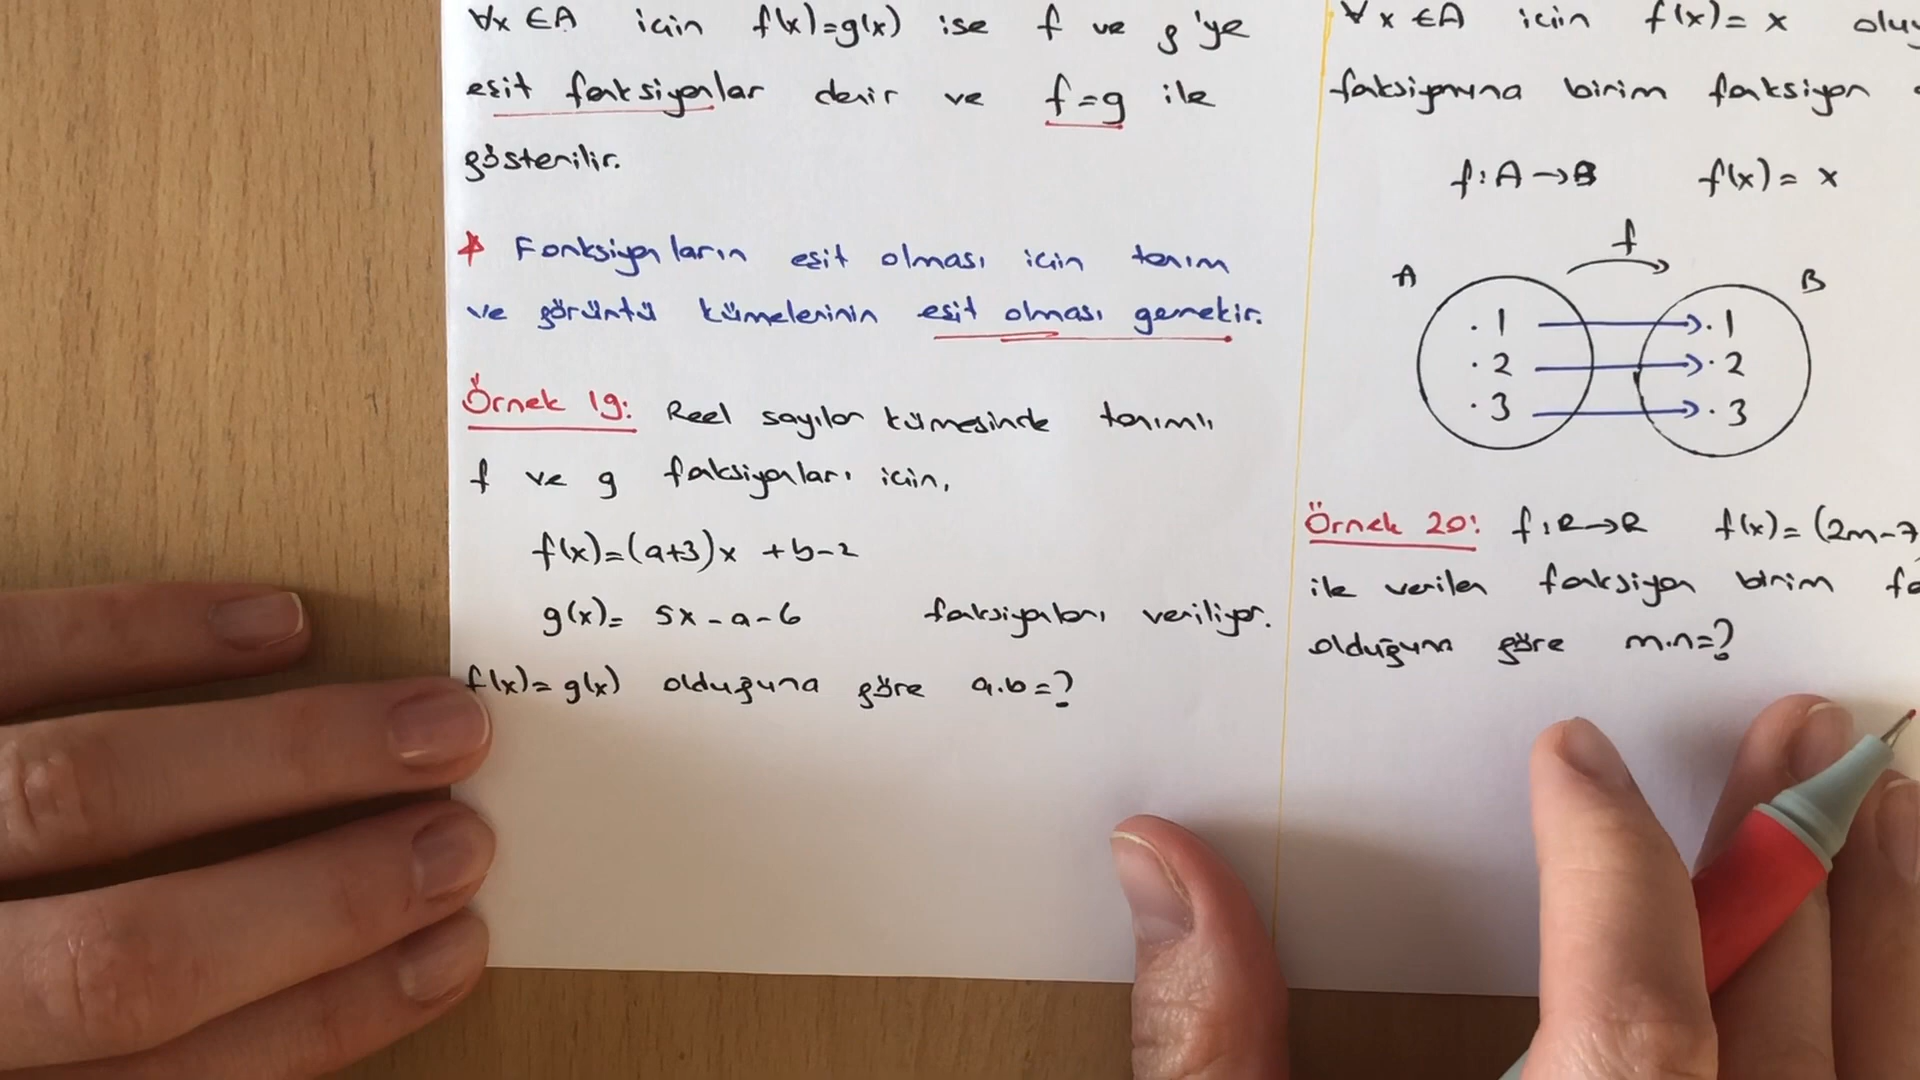 ∀x ∈A için f(x)=g(x) ise f ve g'ye
eşit fonksiyonlar denir ve f=g ile
gösterilir.
* Fonksiyonların eşit olması için tanım
ve görüntü kümelerinin eşit olması gerekir.
Örnek 19: Reel sayılar kümesinde tanımlı
f ve g fonksiyonları için,
f(x)=(a+3)x +b-2
g(x)= 5x-a-6 fonksiyonları veriliyor.
f(x)=g(x) olduğuna göre a.b=?
∀x ∈A için f(x)= x
fonksiyonuna birim fonksiyon
f:A→B f(x)= x
f
A B
.1 .1
.2 .2
.3 .3
Örnek 20: f:R→R f(x)=(2m-7
ile verilen fonksiyon birim
olduğuna göre m.n=?